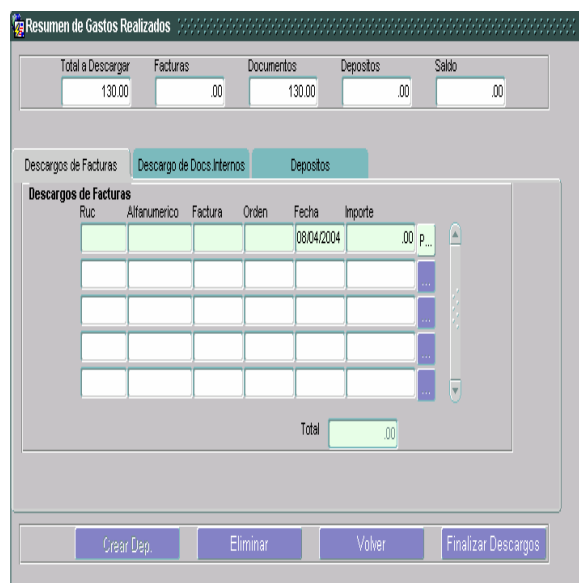 Resumen de Gastos Realizados
Total a Descargar Facturas Documentos Depositos Saldo
130.00 .00 130.00 .00 .00
Descargos de Facturas Descargo de Docs.Internos Depositos
Descargos de Facturas
Ruc Alfanumerico Factura Orden Fecha Importe
08/04/2004 .00 P...
...
...
...
...
Total .00
Crear Dep. Eliminar Volver Finalizar Descargos